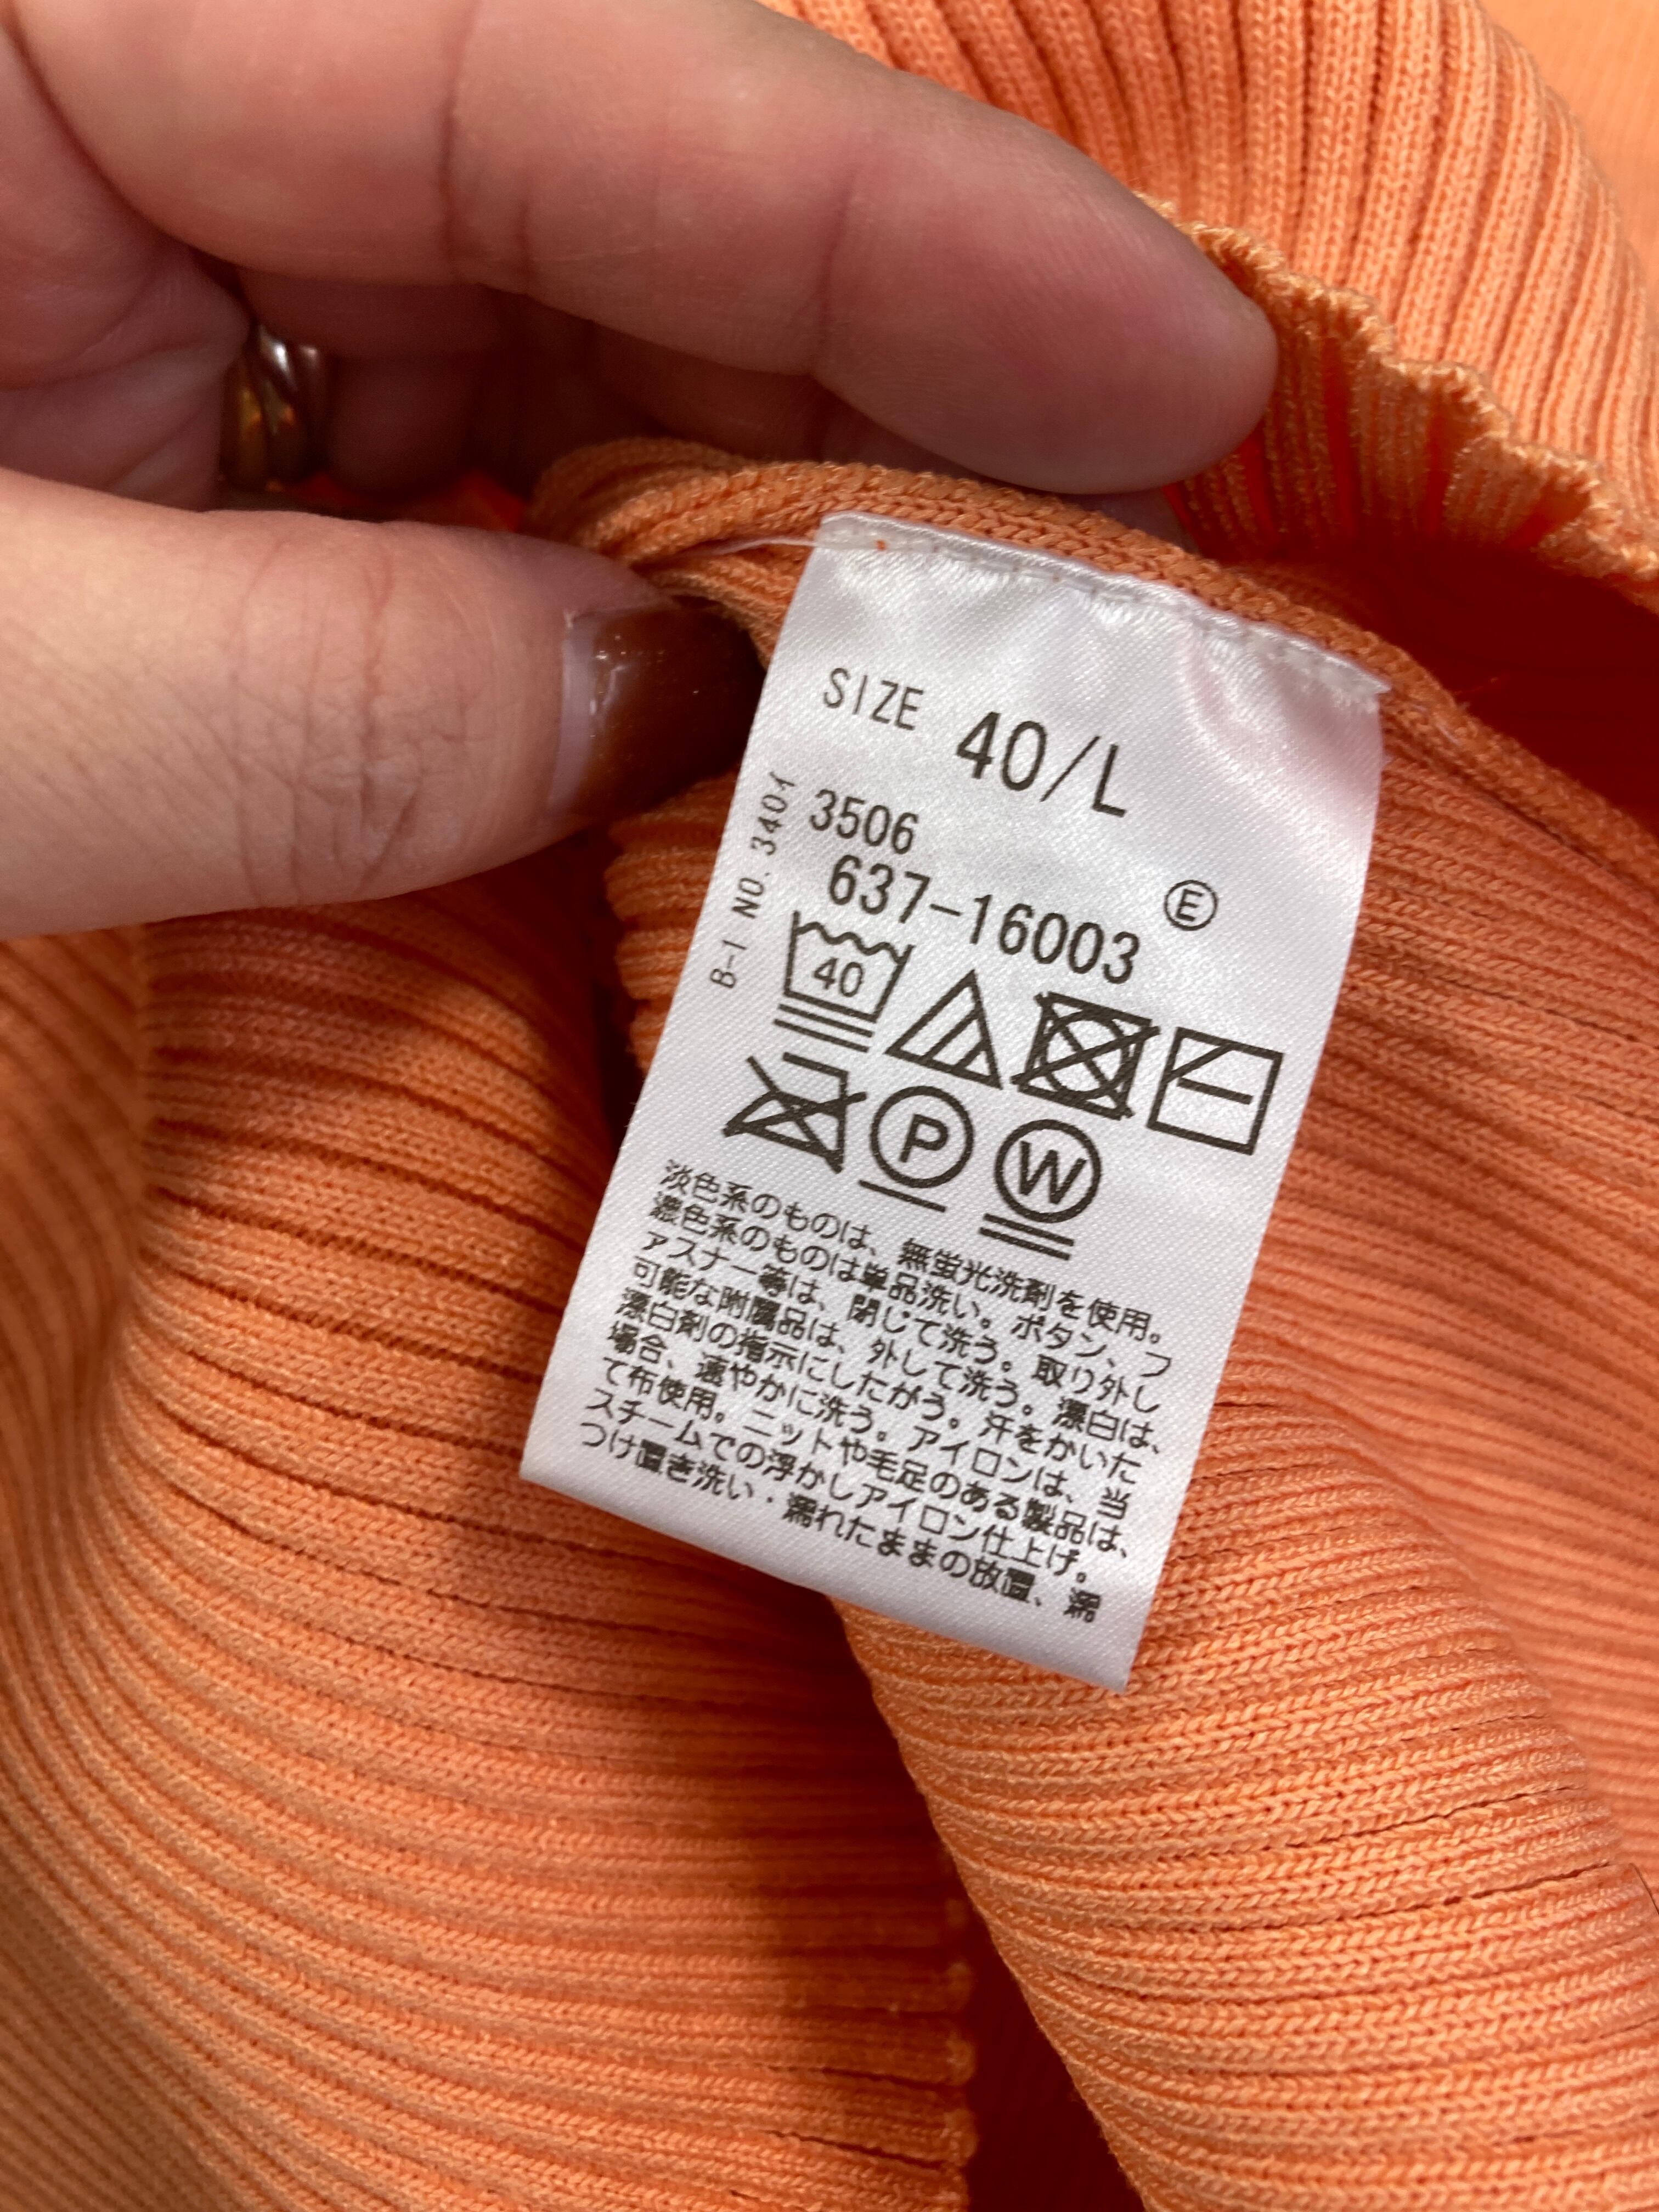 SIZE 40/L
3506
637-16003 Ⓔ
B-1 NO. 3401
40
P W
淡色系のものは、無蛍光洗剤を使用。
濃色系のものは単品洗い。ボタン、フ
ァスナー等は、閉じて洗う。取り外し
可能な附属品は、外して洗う。漂白は、
漂白剤の指示にしたがう。汗をかいた
場合、速やかに洗う。アイロンは、当
て布使用。ニットや毛足のある製品は、
スチームでの浮かしアイロン仕上げ。
つけ置き洗い・濡れたままの放置、濡